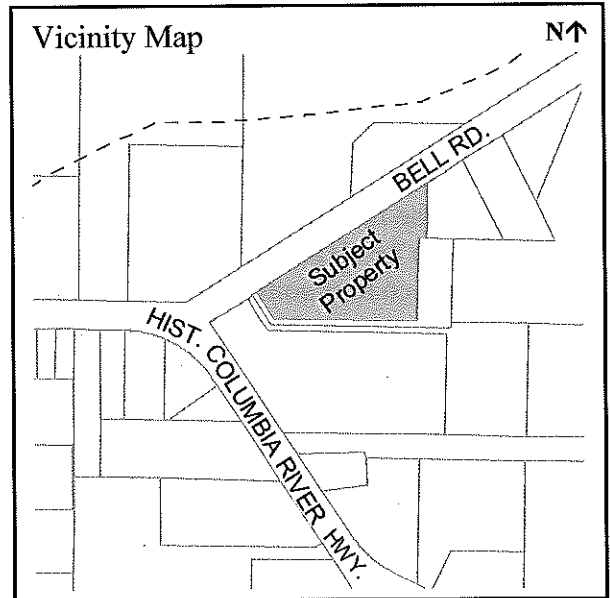 Vicinity Map
N↑
BELL RD.
Subject
Property
HIST. COLUMBIA RIVER HWY.